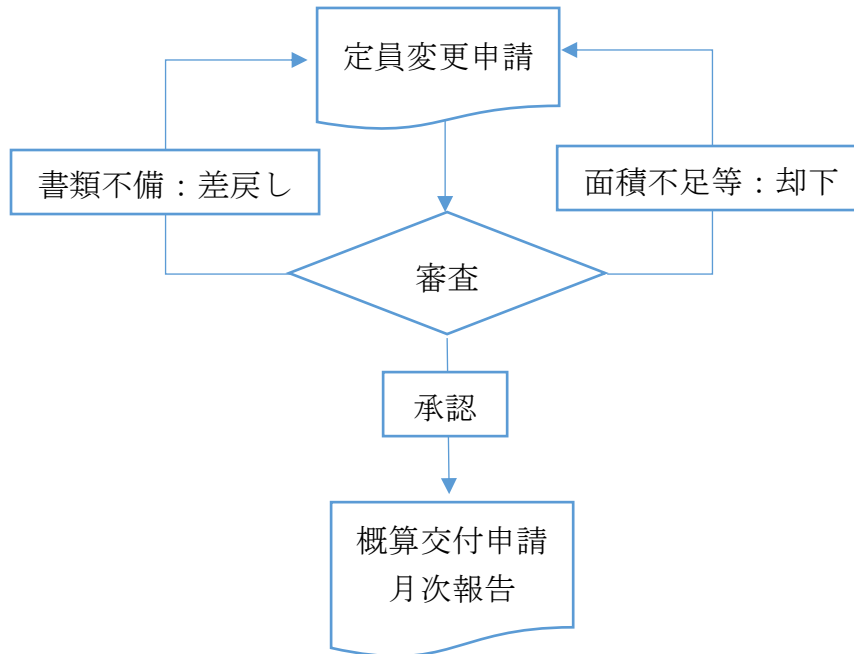 定員変更申請
書類不備：差戻し
面積不足等：却下
審査
承認
概算交付申請
月次報告